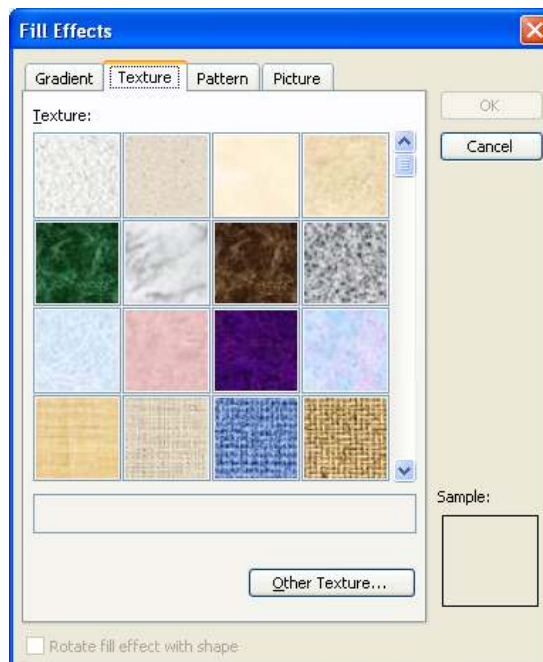 Fill Effects
Gradient Texture Pattern Picture
Texture:
OK
Cancel
Sample:
Other Texture...
Rotate fill effect with shape